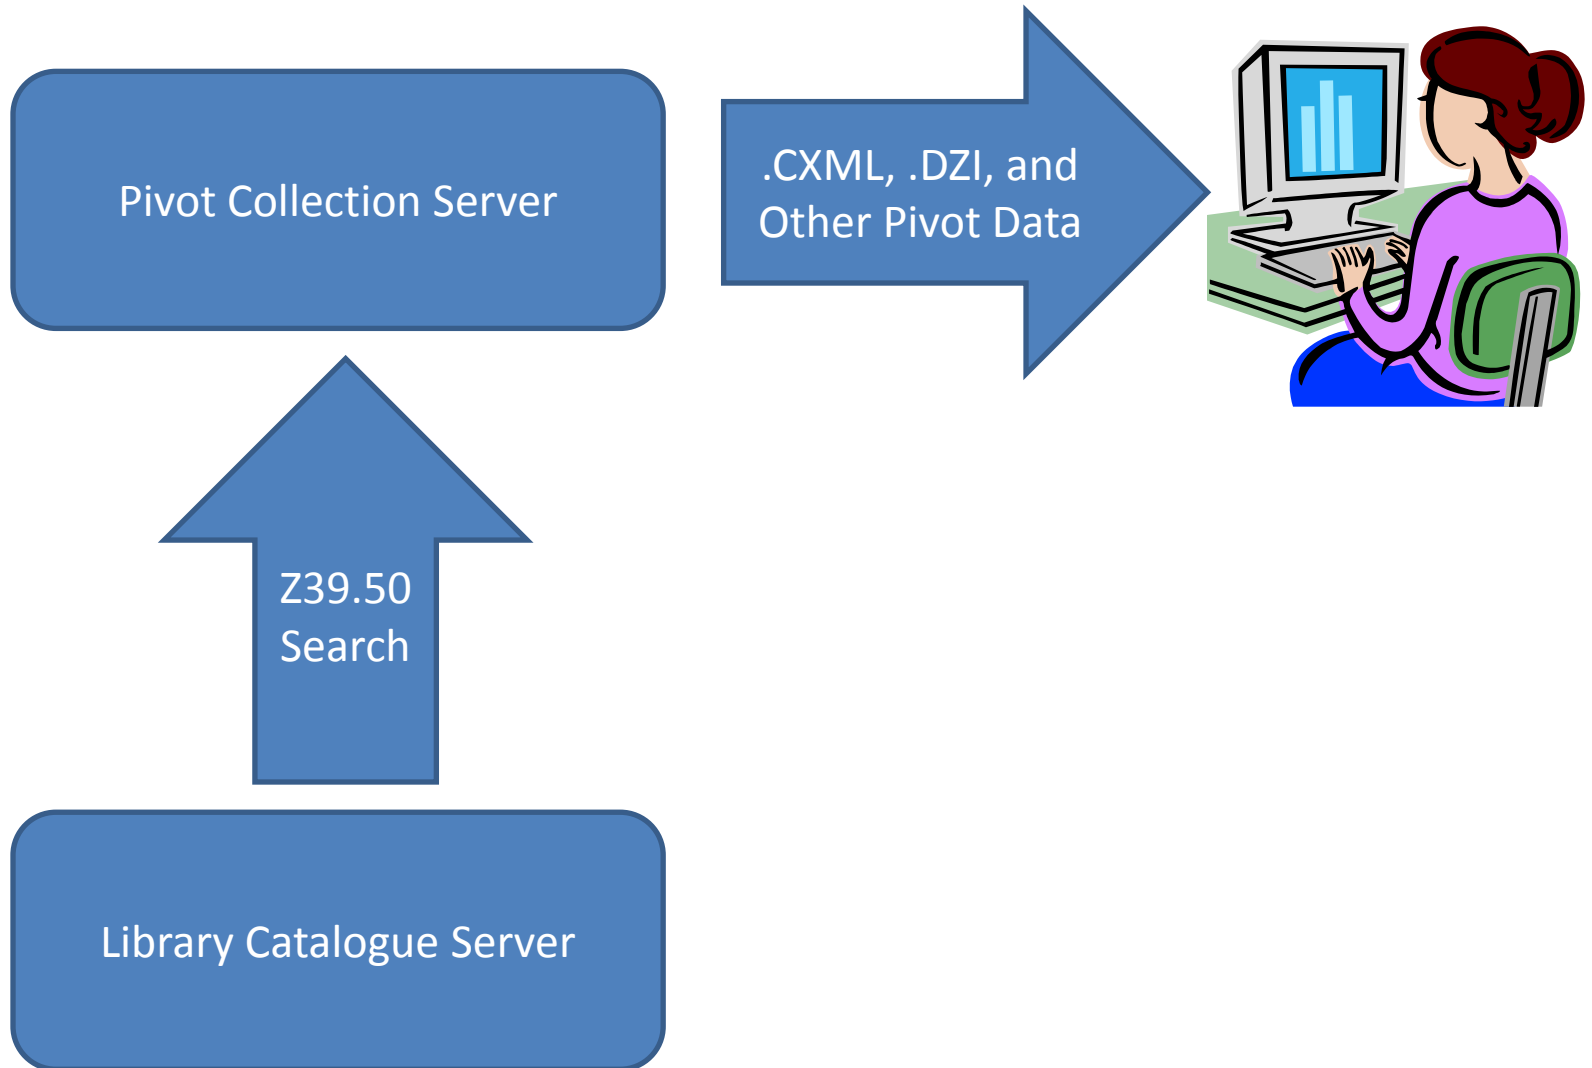 Pivot Collection Server
.CXML, .DZI, and
Other Pivot Data
Z39.50
Search
Library Catalogue Server